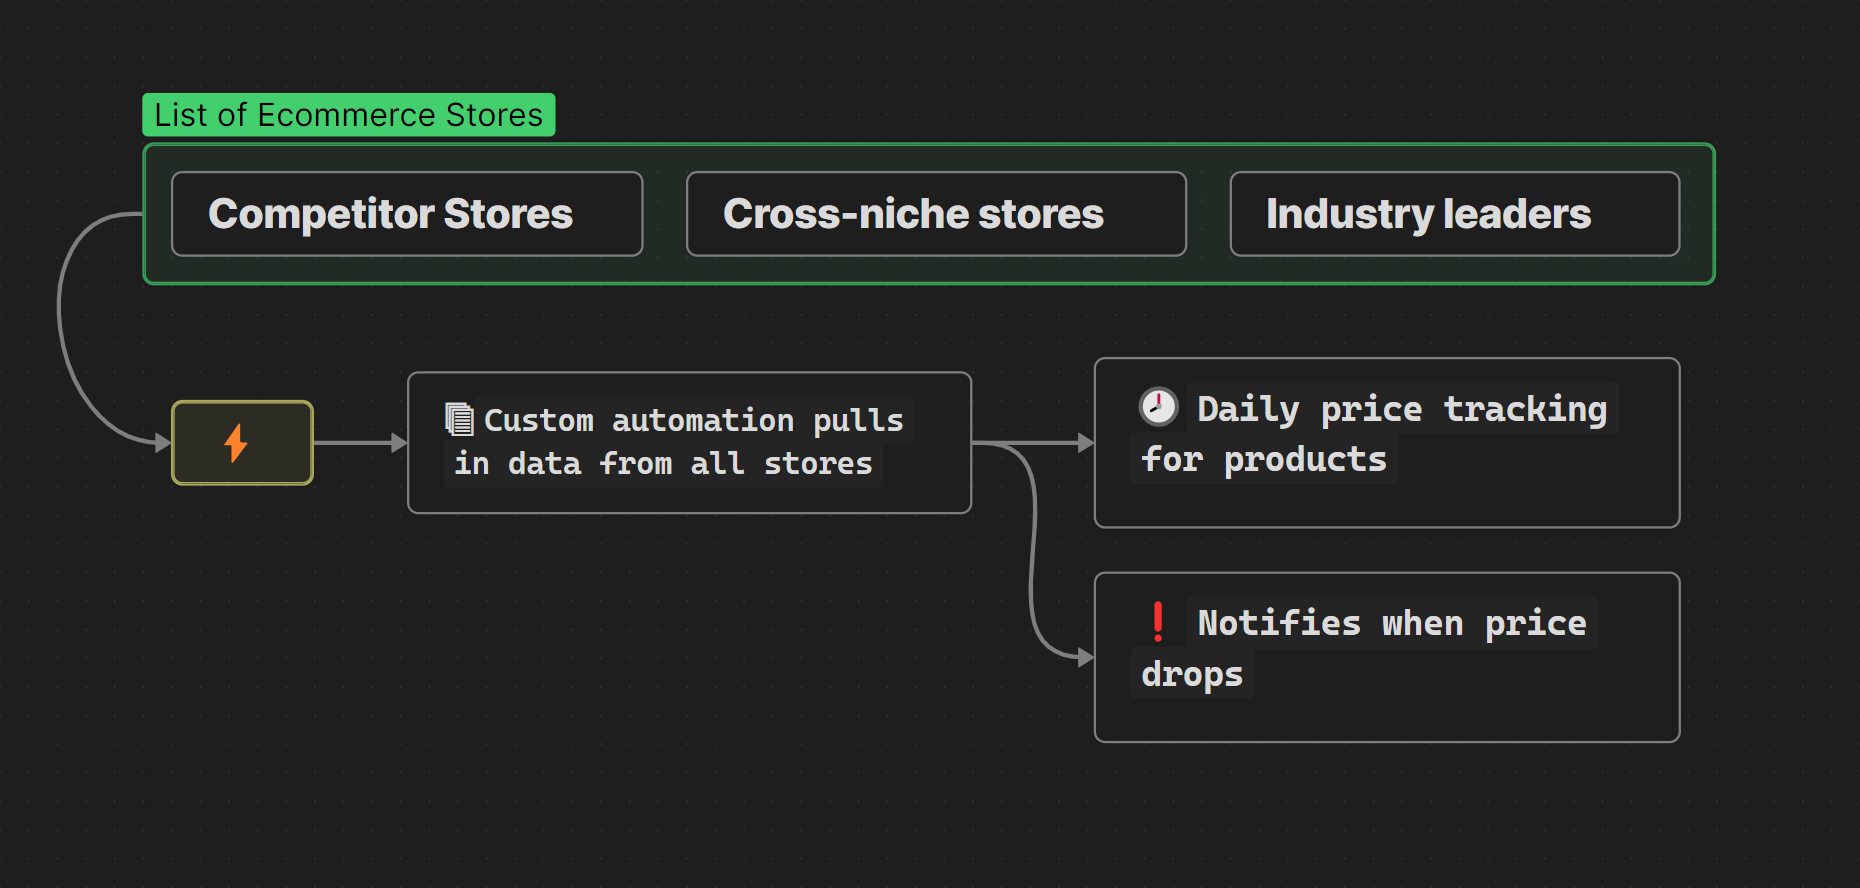 List of Ecommerce Stores
Competitor Stores
Cross-niche stores
Industry leaders
Custom automation pulls
in data from all stores
Daily price tracking
for products
Notifies when price
drops